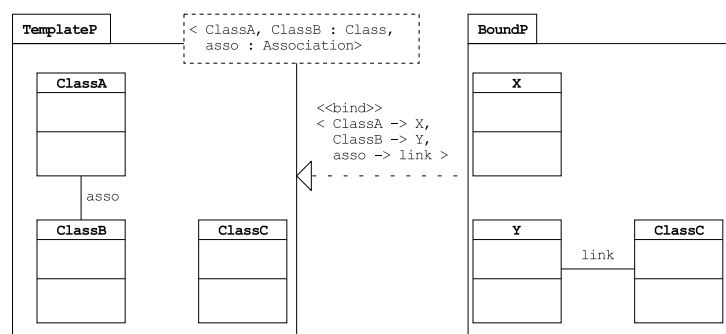 TemplateP
< ClassA, ClassB : Class,
asso : Association>
BoundP
ClassA
X
<<bind>>
< ClassA -> X,
ClassB -> Y,
asso -> link >
asso
ClassB
ClassC
Y
link
ClassC